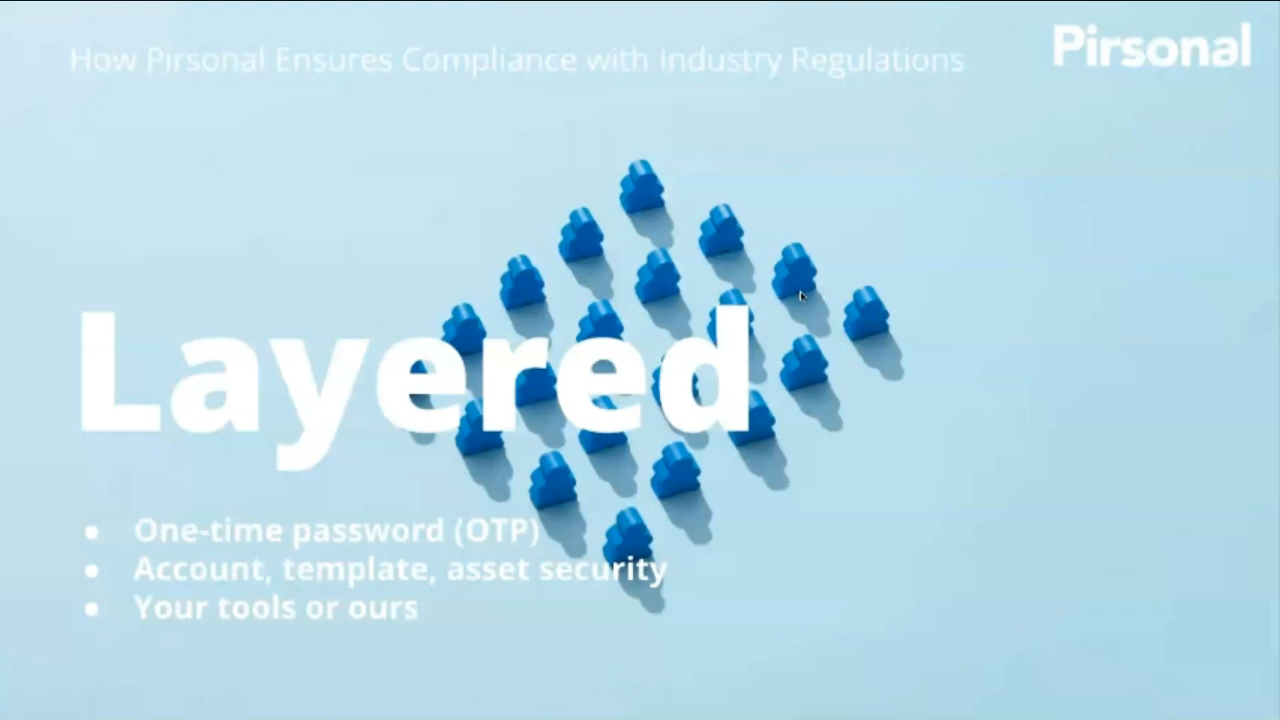 How Pirsonal Ensures Compliance with Industry Regulations
Pirsonal
Layered
• One-time password (OTP)
• Account, template, asset security
• Your tools or ours